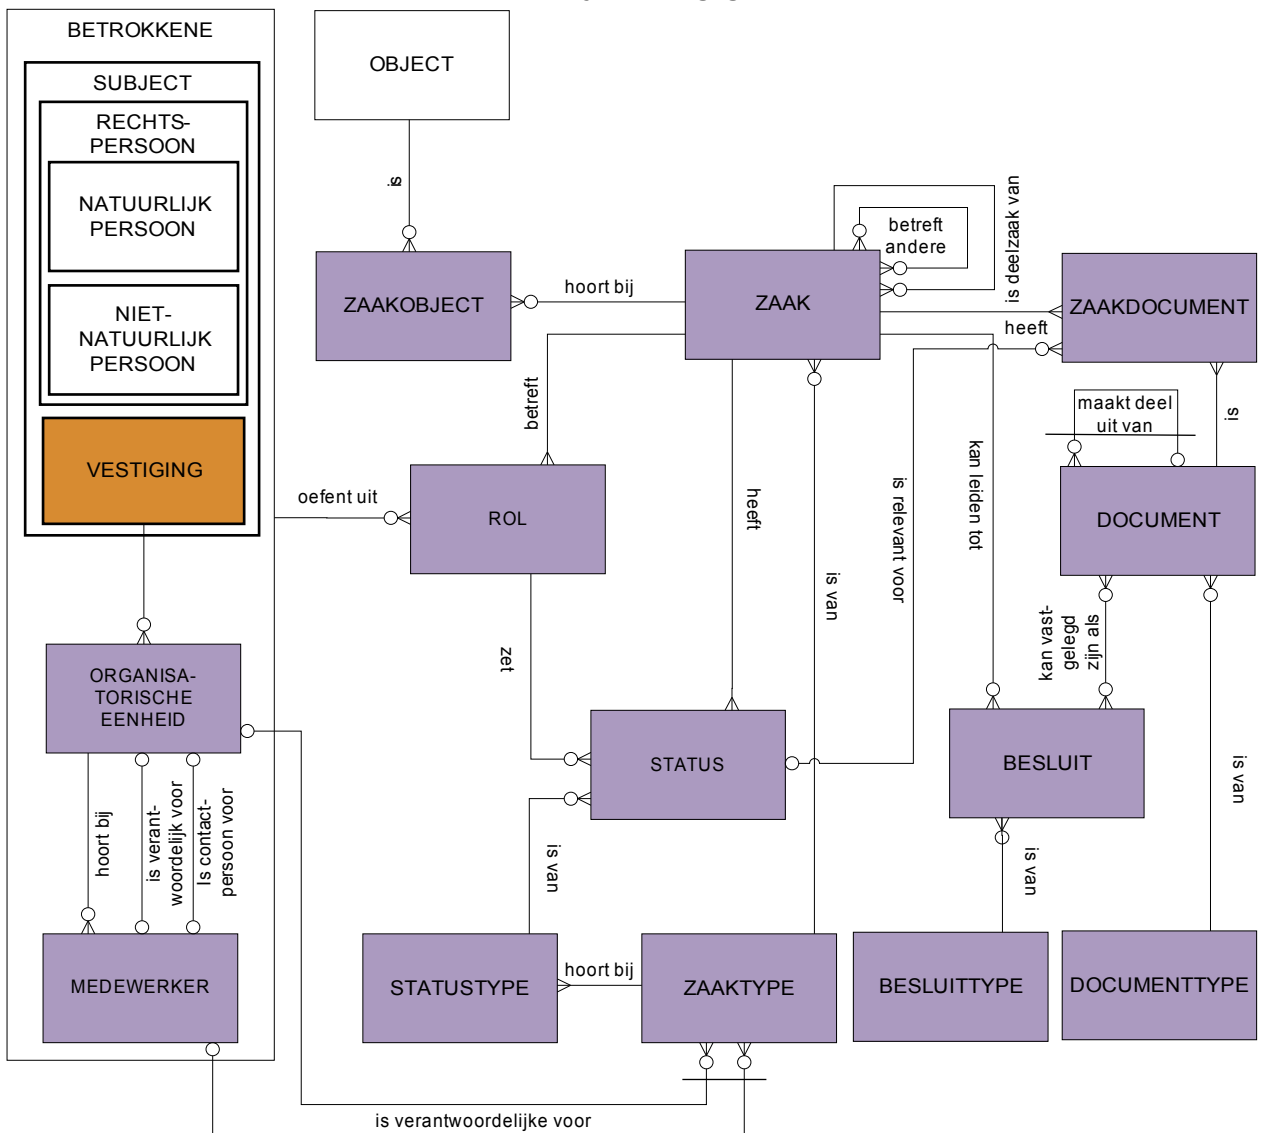 BETROKKENE
SUBJECT
RECHTS-
PERSOON
NATUURLIJK
PERSOON
NIET-
NATUURLIJK
PERSOON
VESTIGING
ORGANISA-
TORISCHE
EENHEID
hoort bij
is verant-
woordelijk voor
Is contact-
persoon voor
MEDEWERKER
OBJECT
is
ZAAKOBJECT
hoort bij
ZAAK
betreft
andere
is deelzaak van
ZAAKDOCUMENT
heeft
betreft
oefent uit
ROL
zet
heeft
is van
is relevant voor
kan leiden tot
maakt deel
uit van
is
DOCUMENT
kan vast-
gelegd
zijn als
STATUS
BESLUIT
is van
is van
is van
STATUSTYPE
hoort bij
ZAAKTYPE
BESLUITTYPE
DOCUMENTTYPE
is verantwoordelijke voor